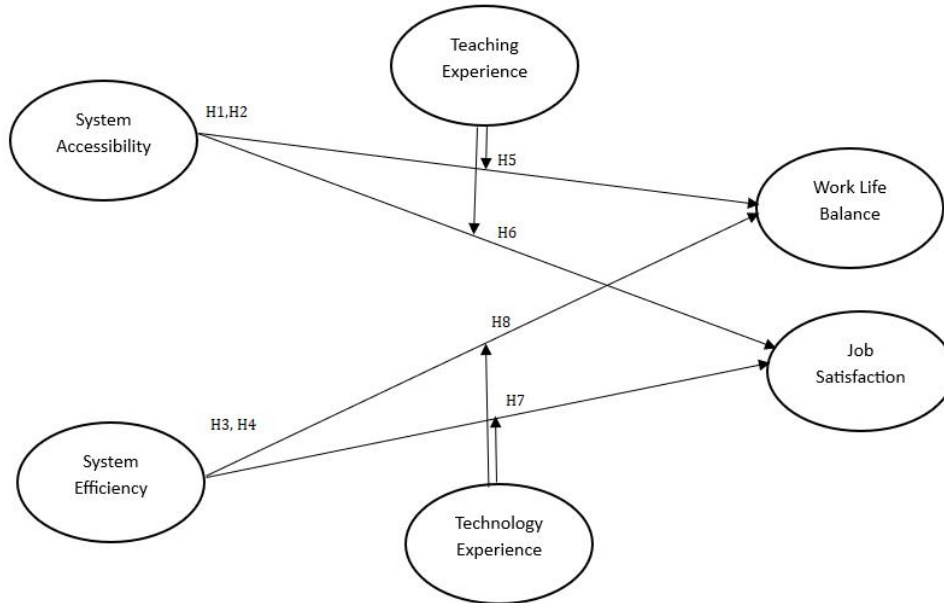 Teaching
Experience
H1,H2
System
Accessibility
H5
Work Life
Balance
H6
H8
Job
Satisfaction
H7
H3, H4
System
Efficiency
Technology
Experience